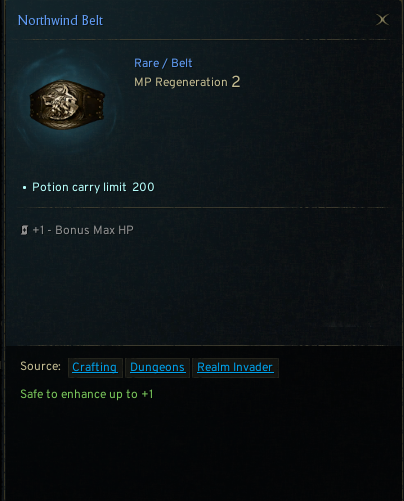 Northwind Belt
Rare / Belt
MP Regeneration 2
• Potion carry limit 200
+1 - Bonus Max HP
Source: Crafting Dungeons Realm Invader
Safe to enhance up to +1